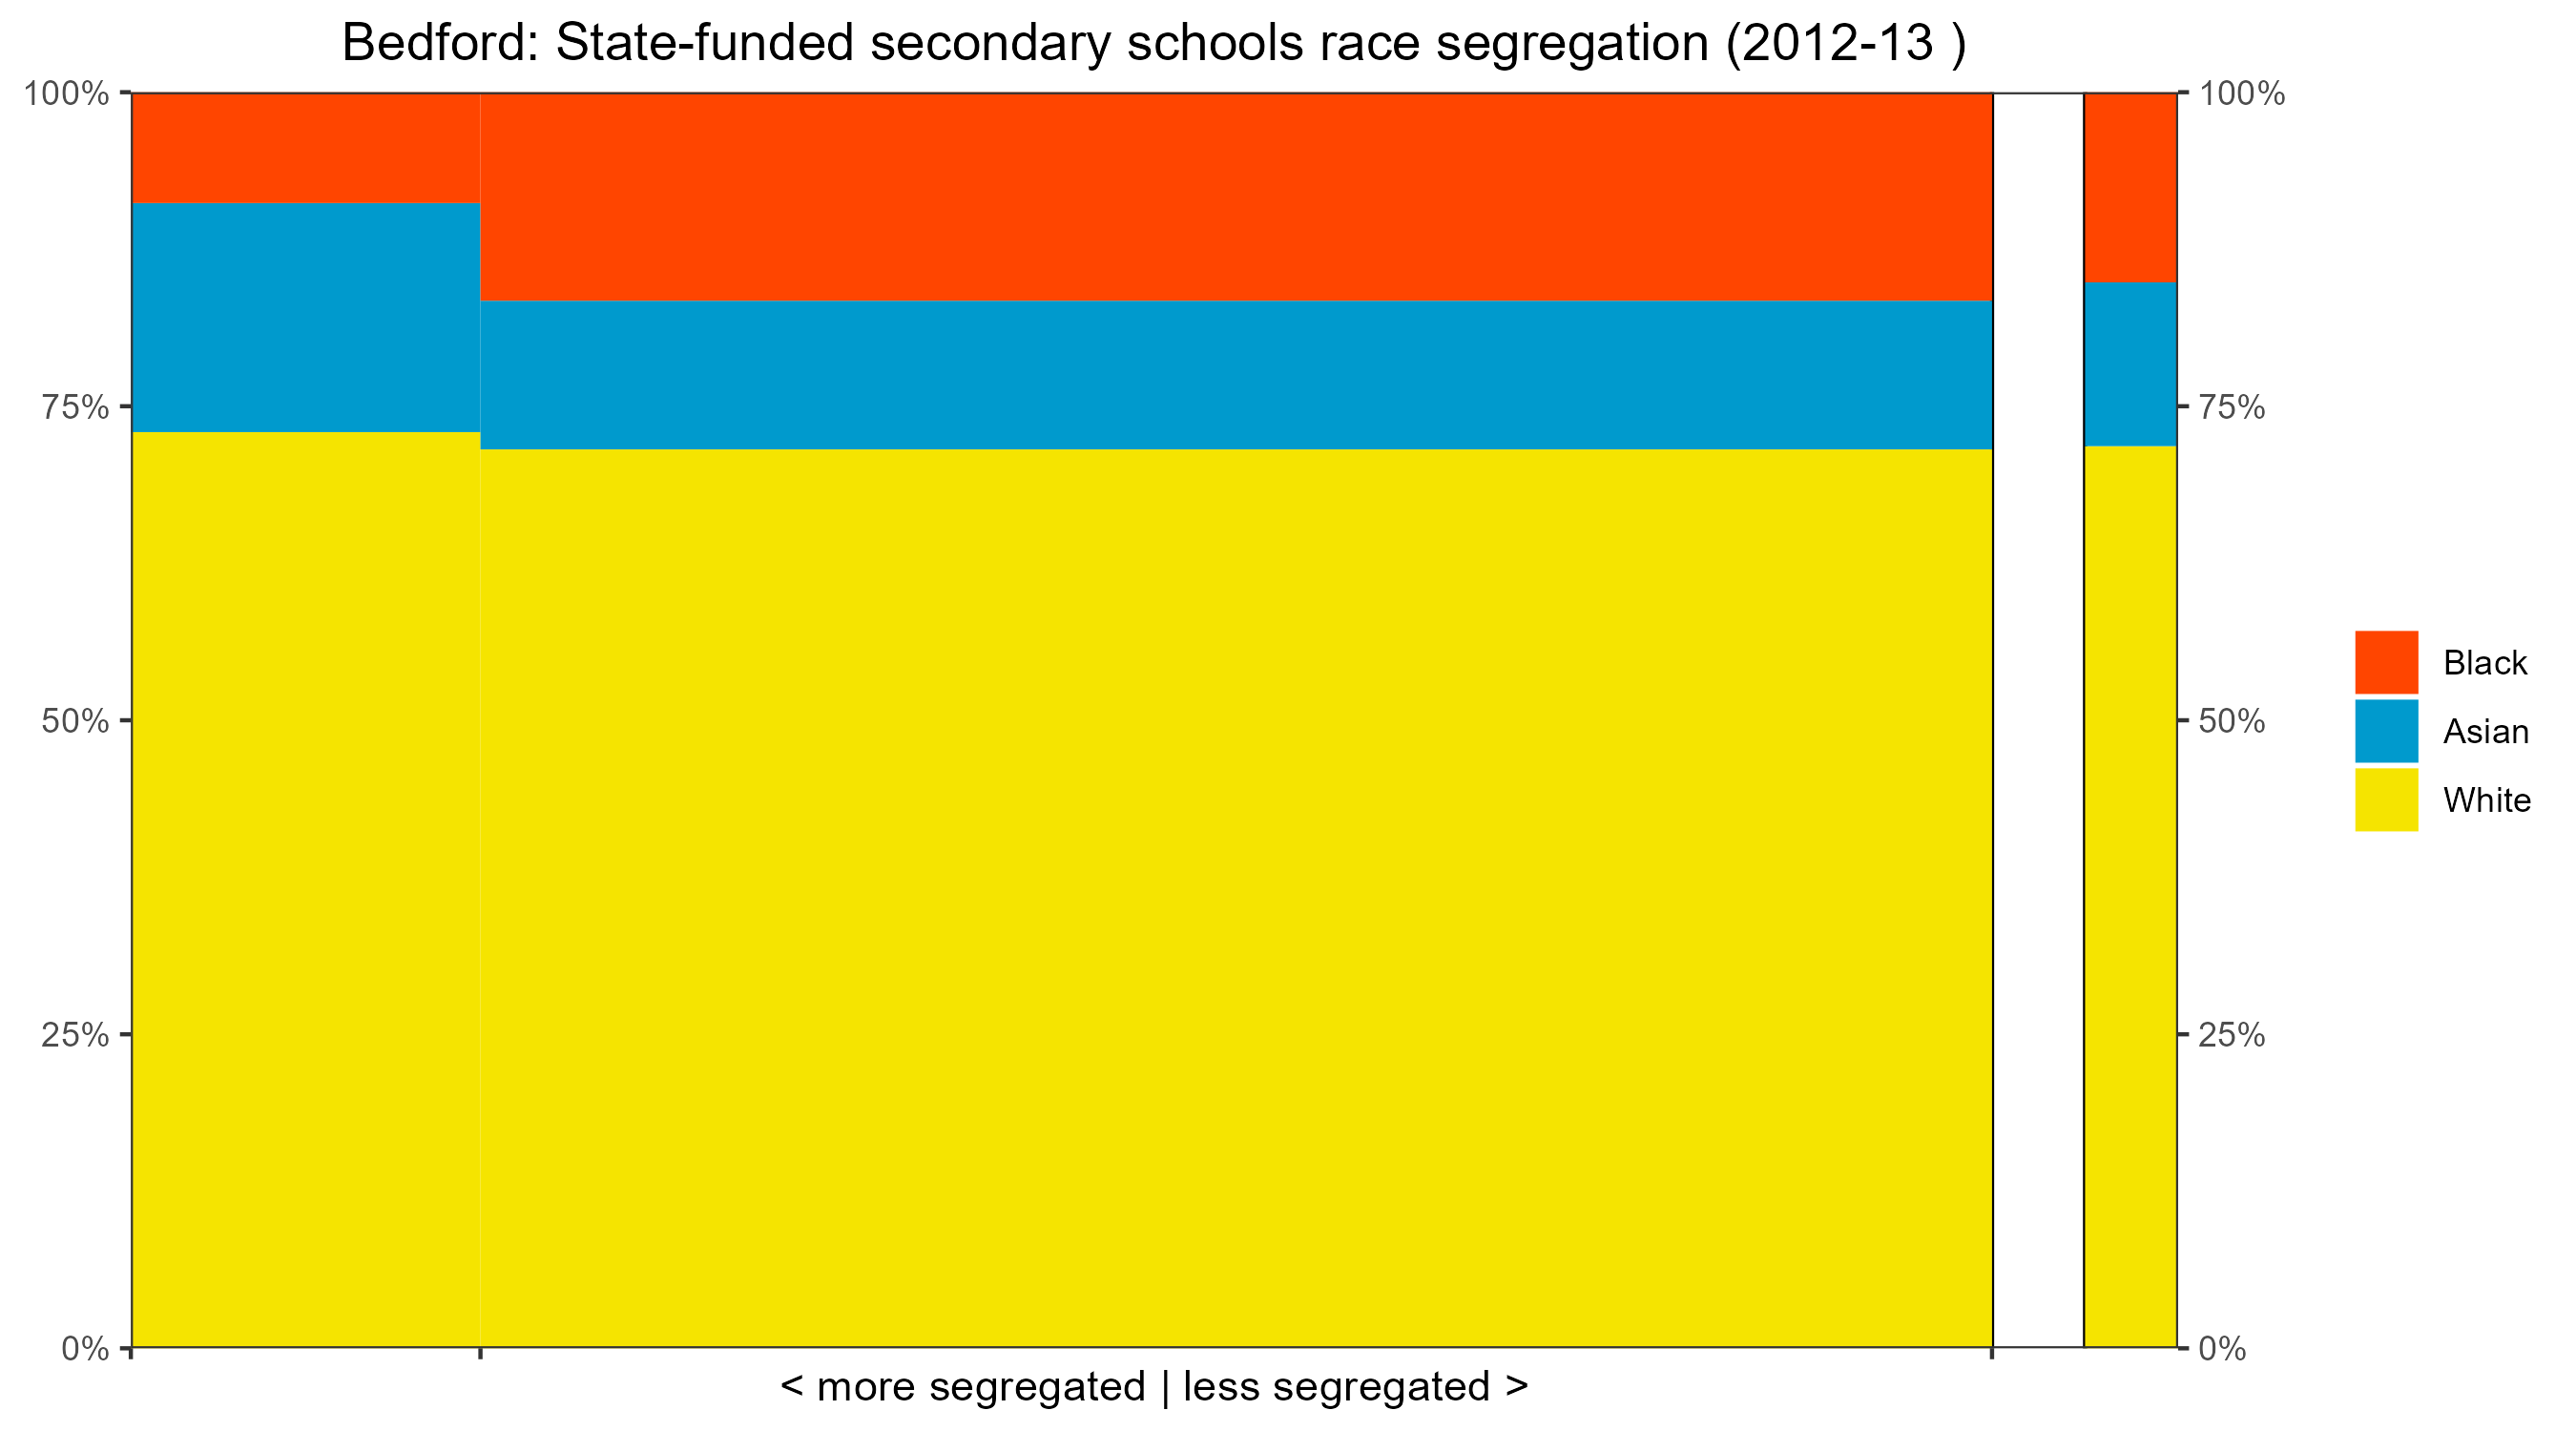 Bedford: State-funded secondary schools race segregation (2012-13 )
100%
75%
50%
25%
0%
100%
75%
50%
25%
0%
Black
Asian
White
< more segregated | less segregated >